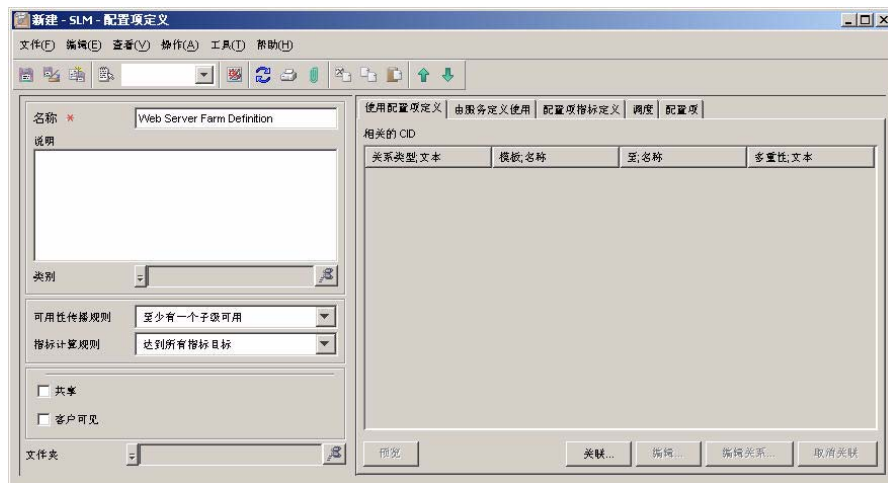 新建 - SLM - 配置项定义
文件(F) 编辑(E) 查看(V) 操作(A) 工具(T) 帮助(H)
名称 *
Web Server Farm Definition
说明
类别
可用性传播规则
至少有一个子级可用
指标计算规则
达到所有指标目标
共享
客户可见
文件夹
使用配置项定义 由服务定义使用 配置项指标定义 调度 配置项
相关的 CID
关系类型;文本 模板;名称 至;名称 多重性;文本
预览 关联... 编辑... 编辑关系... 取消关联